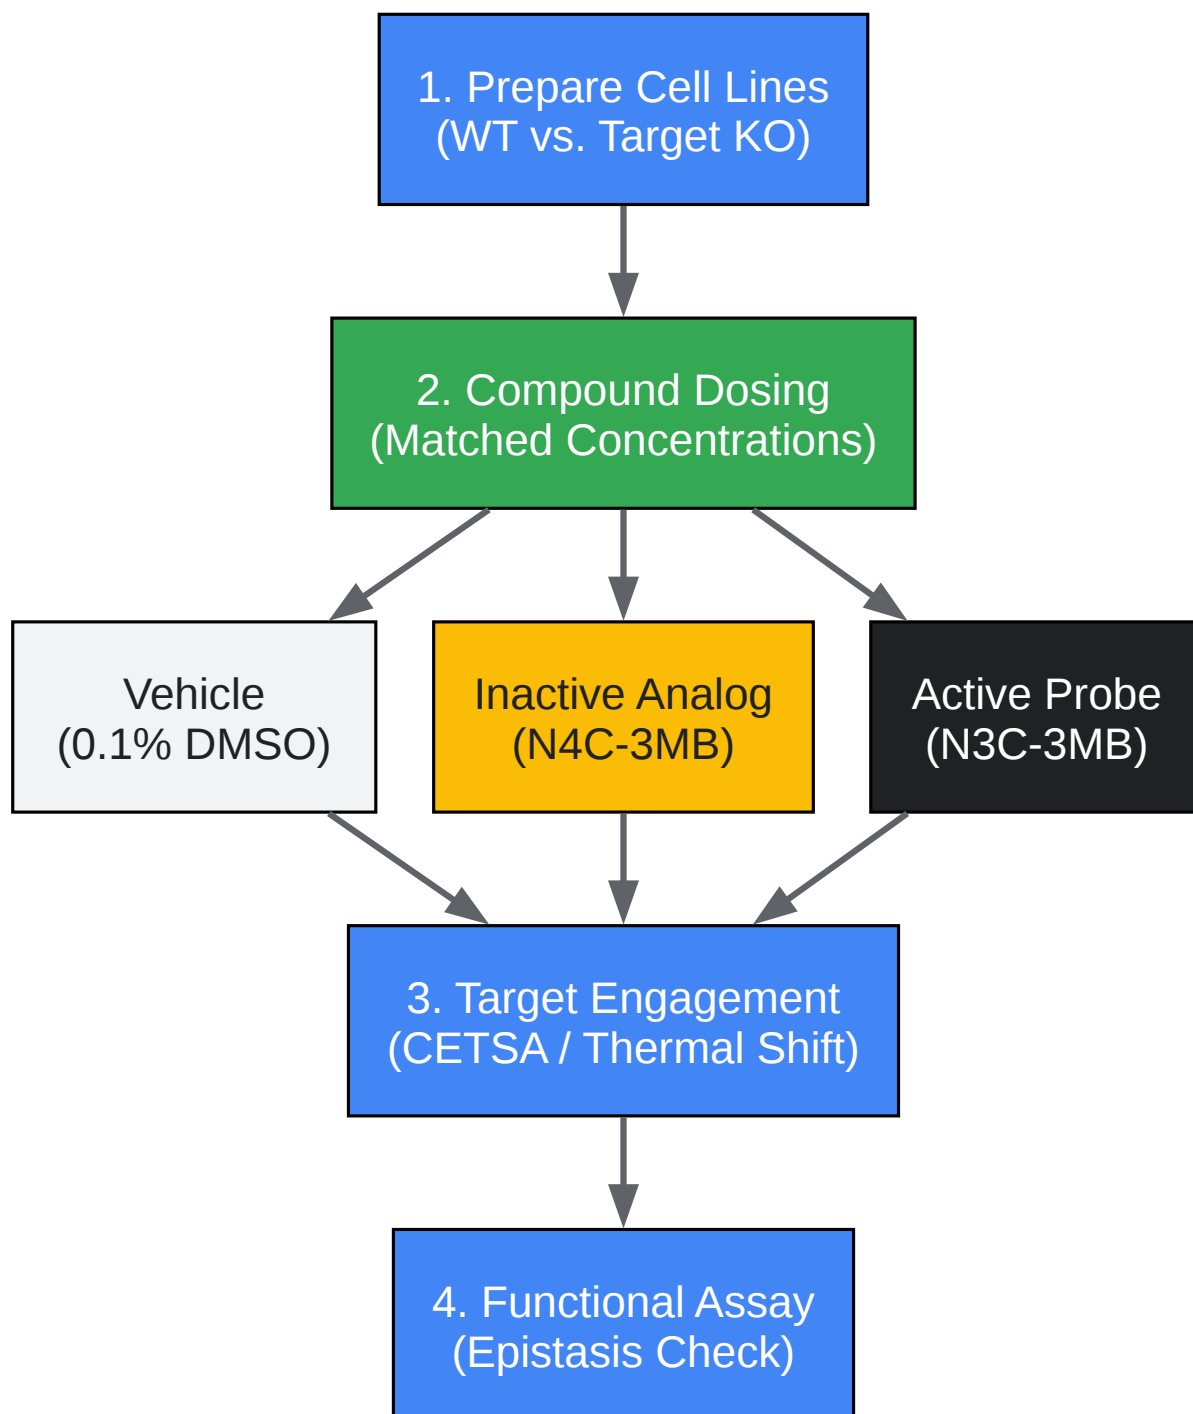 1. Prepare Cell Lines
(WT vs. Target KO)
2. Compound Dosing
(Matched Concentrations)
Vehicle
(0.1% DMSO)
Inactive Analog
(N4C-3MB)
Active Probe
(N3C-3MB)
3. Target Engagement
(CETSA / Thermal Shift)
4. Functional Assay
(Epistasis Check)